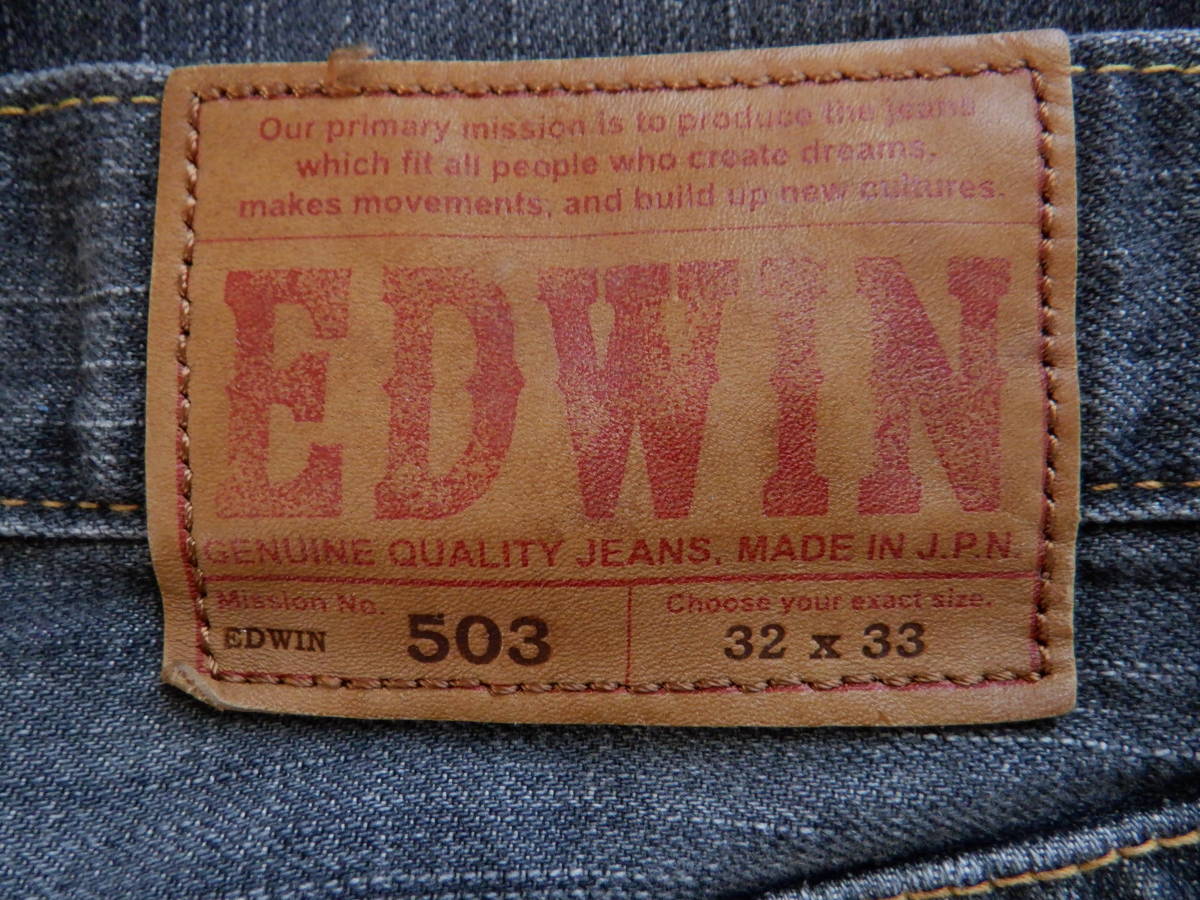 Our primary mission is to produce the jeans
which fit all people who create dreams,
makes movements, and build up new cultures.
EDWIN
GENUINE QUALITY JEANS, MADE IN J.P.N.
Mission No.
EDWIN 503
Choose your exact size.
32 x 33